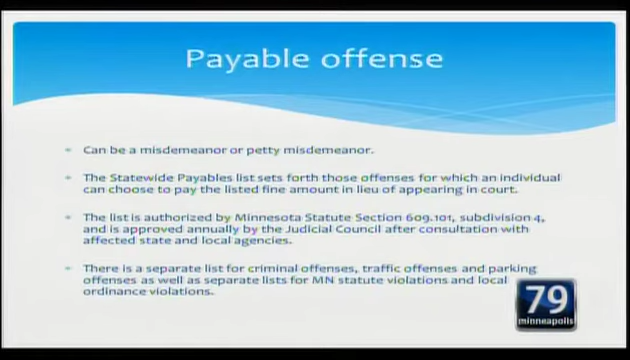 Payable offense
Can be a misdemeanor or petty misdemeanor.
The Statewide Payables list sets forth those offenses for which an individual
can choose to pay the listed fine amount in lieu of appearing in court.
The list is authorized by Minnesota Statute Section 609.101, subdivision 4,
and is approved annually by the Judicial Council after consultation with
affected state and local agencies.
There is a separate list for criminal offenses, traffic offenses and parking
offenses as well as separate lists for MN statute violations and local
ordinance violations.
79
minneapolis